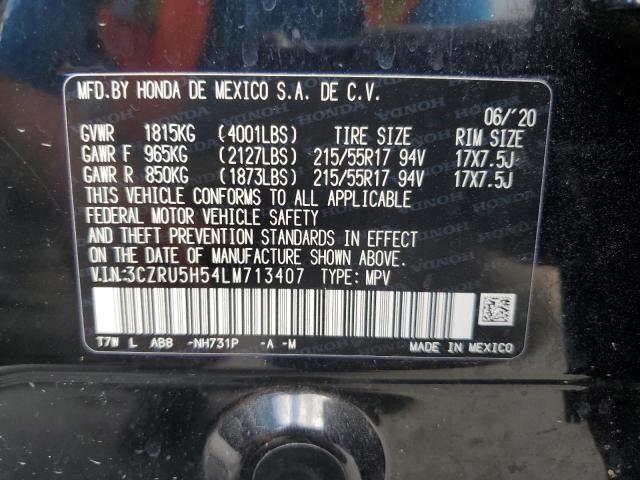 MFD.BY HONDA DE MEXICO S.A. DE C.V.
06/'20
GVWR 1815KG (4001LBS) TIRE SIZE RIM SIZE
GAWR F 965KG (2127LBS) 215/55R17 94V 17X7.5J
GAWR R 850KG (1873LBS) 215/55R17 94V 17X7.5J
THIS VEHICLE CONFORMS TO ALL APPLICABLE
FEDERAL MOTOR VEHICLE SAFETY
AND THEFT PREVENTION STANDARDS IN EFFECT
ON THE DATE OF MANUFACTURE SHOWN ABOVE.
V.I.N.:3CZRU5H54LM713407 TYPE: MPV
T7W L AB8 -NH731P -A -M
MADE IN MEXICO